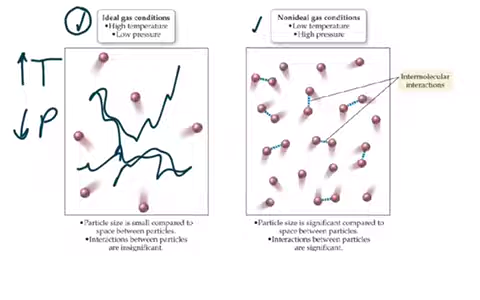 Ideal gas conditions
•High temperature
•Low pressure
↑T
↓P
•Particle size is small compared to
space between particles.
•Interactions between particles
are insignificant.
Nonideal gas conditions
•Low temperature
•High pressure
Intermolecular
interactions
•Particle size is significant compared to
space between particles.
•Interactions between particles
are significant.